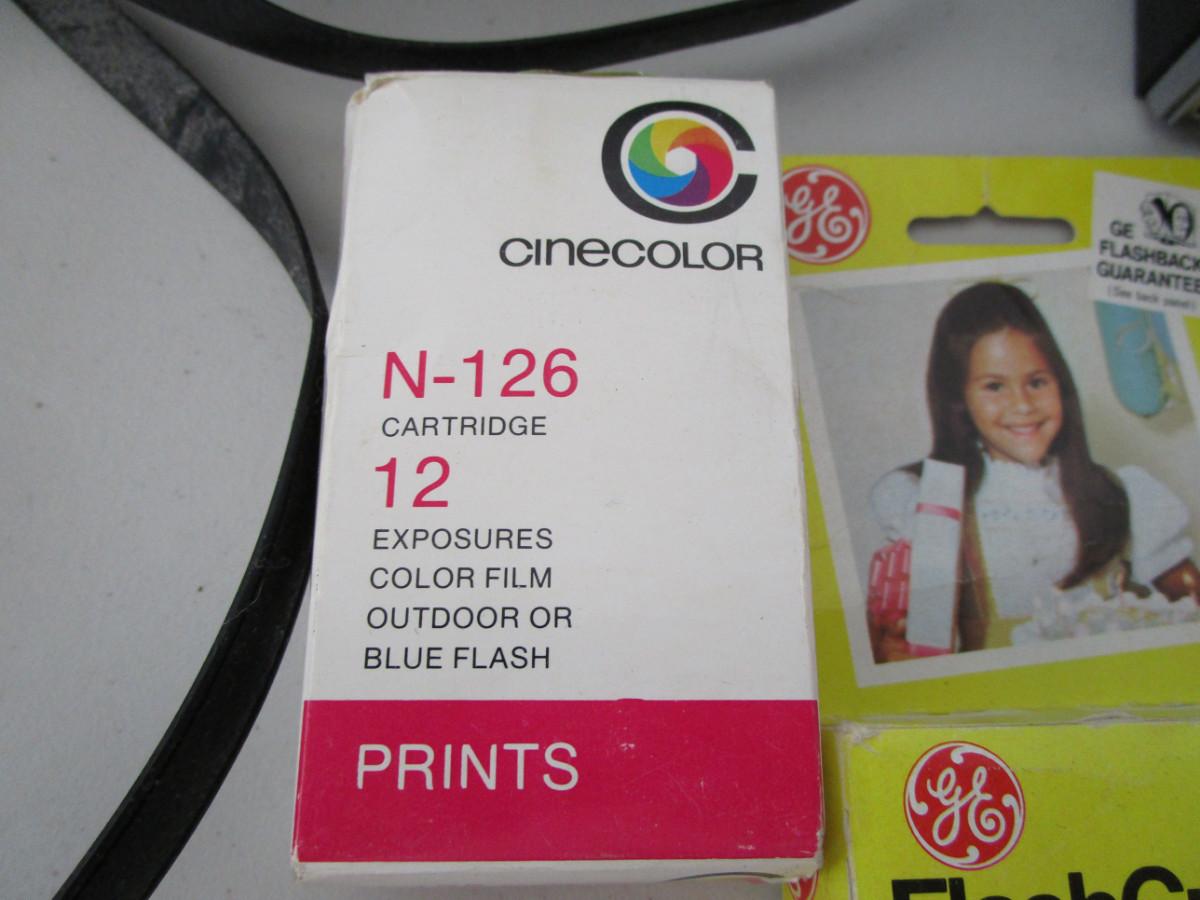 CINECOLOR
N-126
CARTRIDGE
12
EXPOSURES
COLOR FILM
OUTDOOR OR
BLUE FLASH
PRINTS
GE
GE
FLASHBACK
GUARANTEE
(See back panel)
GE
FlashCu